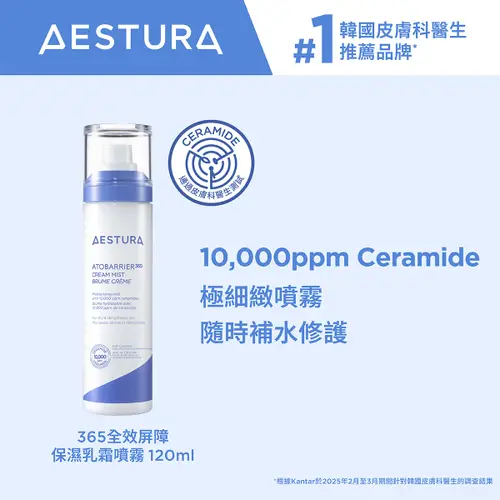 AESTURA
#1 韓國皮膚科醫生
推薦品牌*
CERAMIDE
通過皮膚科醫生測試
AESTURA
ATOBARRIER365
CREAM MIST
BRUME CRÈME
10,000
10,000ppm Ceramide
極細緻噴霧
隨時補水修護
365全效屏障
保濕乳霜噴霧 120ml
*根據Kantar於2025年2月至3月期間針對韓國皮膚科醫生的調查結果